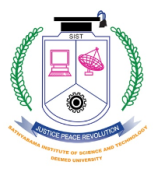 SIST
JUSTICE PEACE REVOLUTION
SATHYABAMA INSTITUTE OF SCIENCE AND TECHNOLOGY
DEEMED UNIVERSITY